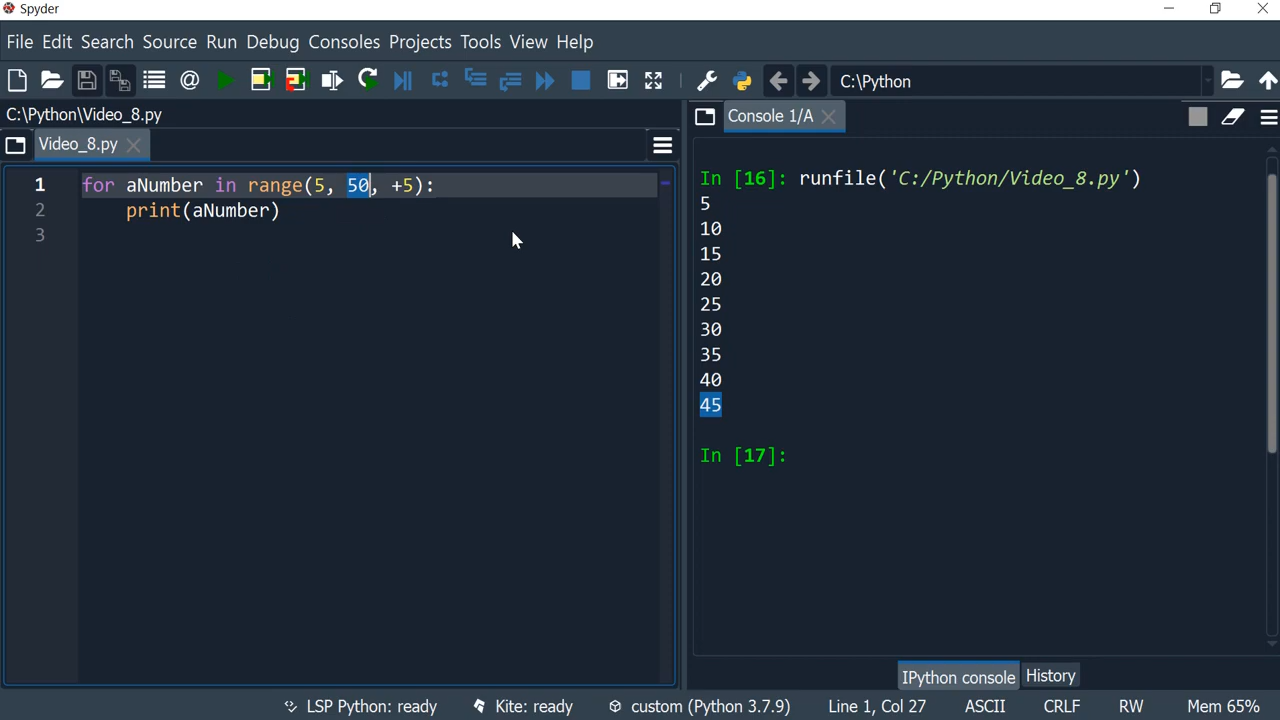 Spyder
File Edit Search Source Run Debug Consoles Projects Tools View Help
C:\Python
C:\Python\Video_8.py
Video_8.py
1 for aNumber in range(5, 50, +5):
2 print(aNumber)
3
Console 1/A
In [16]: runfile('C:/Python/Video_8.py')
5
10
15
20
25
30
35
40
45
In [17]:
IPython console History
LSP Python: ready Kite: ready custom (Python 3.7.9) Line 1, Col 27 ASCII CRLF RW Mem 65%